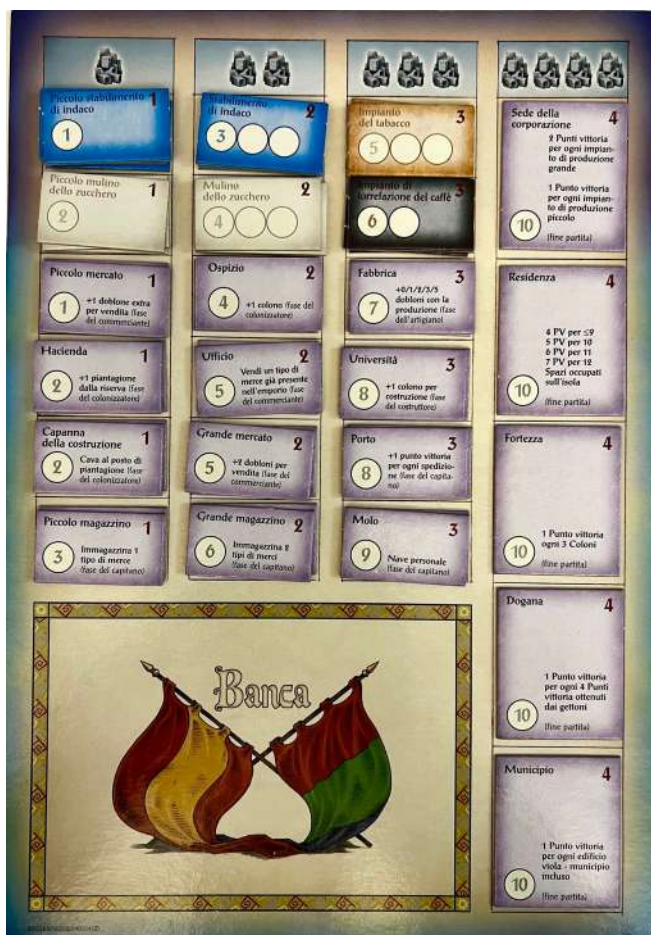 Piccolo stabilimento 1
di indaco
1
Piccolo mulino 1
dello zucchero
2
Piccolo mercato 1
1
+1 doblone extra
per vendita (fase
del commerciante)
Hacienda 1
2
+1 piantagione
dalla riserva (fase
del colonizzatore)
Capanna 1
della costruzione
2
Cava al posto di
piantagione (fase
del colonizzatore)
Piccolo magazzino 1
3
Immagazzina 1
tipo di merce
(fase del capitano)
Stabilimento 2
di indaco
3
Mulino 2
dello zucchero
4
Ospizio 2
4
+1 colono (fase del
colonizzatore)
Ufficio 2
5
Vendi un tipo di
merce già presente
nell'emporio (fase
del commerciante)
Grande mercato 2
5
+2 dobloni per
vendita (fase del
commerciante)
Grande magazzino 2
6
Immagazzina 2
tipi di merci
(fase del capitano)
Impianto 3
del tabacco
5
Impianto di 3
torrefazione del caffè
6
Fabbrica 3
7
+0/1/2/3/5
dobloni con la
produzione (fase
dell'artigiano)
Università 3
8
+1 colono per
costruzione (fase del
costruttore)
Porto 3
8
+1 punto vittoria
per ogni spedizio-
ne (fase del capita-
no)
Molo 3
9
Nave personale
(fase del capitano)
Sede della 4
corporazione
2 Punti vittoria
per ogni impian-
to di produzione
grande
1 Punto vittoria
per ogni impian-
to di produzione
piccolo
10
(fine partita)
Residenza 4
4 PV per ≤9
5 PV per 10
6 PV per 11
7 PV per 12
Spazi occupati
sull'isola
10
(fine partita)
Fortezza 4
1 Punto vittoria
ogni 3 Coloni
10
(fine partita)
Dogana 4
1 Punto vittoria
per ogni 4 Punti
vittoria ottenuti
dai gettoni
10
(fine partita)
Municipio 4
1 Punto vittoria
per ogni edificio
viola - municipio
incluso
10
(fine partita)
Banca